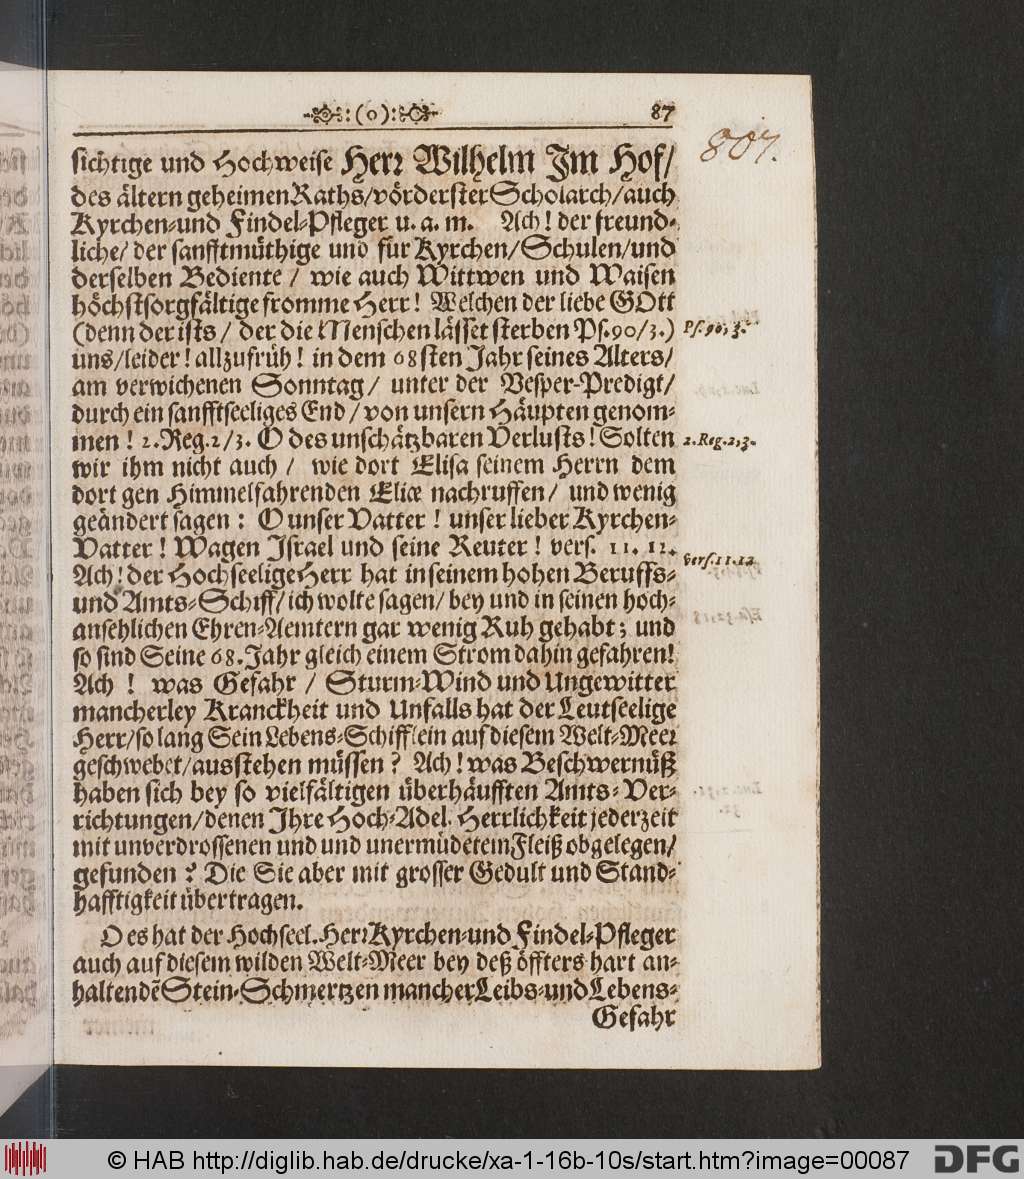 :(o): 87
807.
sichtige und Hochweise Herr Wilhelm Im Hof/
des ältern geheimen Raths/ vörderster Scholarch/ auch
Kyrchen-und Findel-Pfleger u. a. m. Ach! der freund-
liche/ der sanfftmüthige und für Kyrchen/ Schulen/ und
derselben Bediente / wie auch Wittwen und Waisen
höchstsorgfältige fromme Herr! Welchen der liebe GOtt
(denn der ists/ der die Menschen lässet sterben Ps. 90/3.) Ps. 90, 3.
uns/ leider! allzufrüh! in dem 68sten Jahr seines Alters/
am verwichenen Sonntag/ unter der Vesper-Predigt/
durch ein sanfftseeliges End/ von unsern Häupten genom-
men! 2. Reg. 2/3. O des unschätzbaren Verlusts! Solten 2. Reg. 2, 3.
wir ihm nicht auch / wie dort Elisa seinem Herrn dem
dort gen Himmelfahrenden Eliæ nachruffen/ und wenig
geändert sagen: O unser Vatter! unser lieber Kyrchen-
Vatter! Wagen Israel und seine Reuter! vers. 11. 12. vers. 11. 12
Ach! der Hochseelige Herr hat in seinem hohen Beruffs-
und Amts-Schiff/ ich wolte sagen/ bey und in seinen hoch-
ansehlichen Ehren-Aemtern gar wenig Ruh gehabt; und
so sind Seine 68. Jahr gleich einem Strom dahin gefahren!
Ach! was Gefahr / Sturm-Wind und Ungewitter
mancherley Kranckheit und Unfalls hat der Leutseelige
Herr/ so lang Sein Lebens-Schifflein auf diesem Welt-Meer
geschwebet/ ausstehen müssen? Ach! was Beschwernüß
haben sich bey so vielfältigen überhäufften Amts-Ver-
richtungen/ denen Ihre Hoch-Adel. Herrlichkeit jederzeit
mit unverdrossenen und und unermüdetem Fleiß obgelegen/
gefunden? Die Sie aber mit grosser Gedult und Stand-
hafftigkeit übertragen.
O es hat der Hochseel. Herr Kyrchen-und Findel-Pfleger
auch auf diesem wilden Welt-Meer bey deß öffters hart an-
haltendē Stein-Schmertzen mancher Leibs-und Lebens-
Gefahr
© HAB http://diglib.hab.de/drucke/xa-1-16b-10s/start.htm?image=00087 DFG